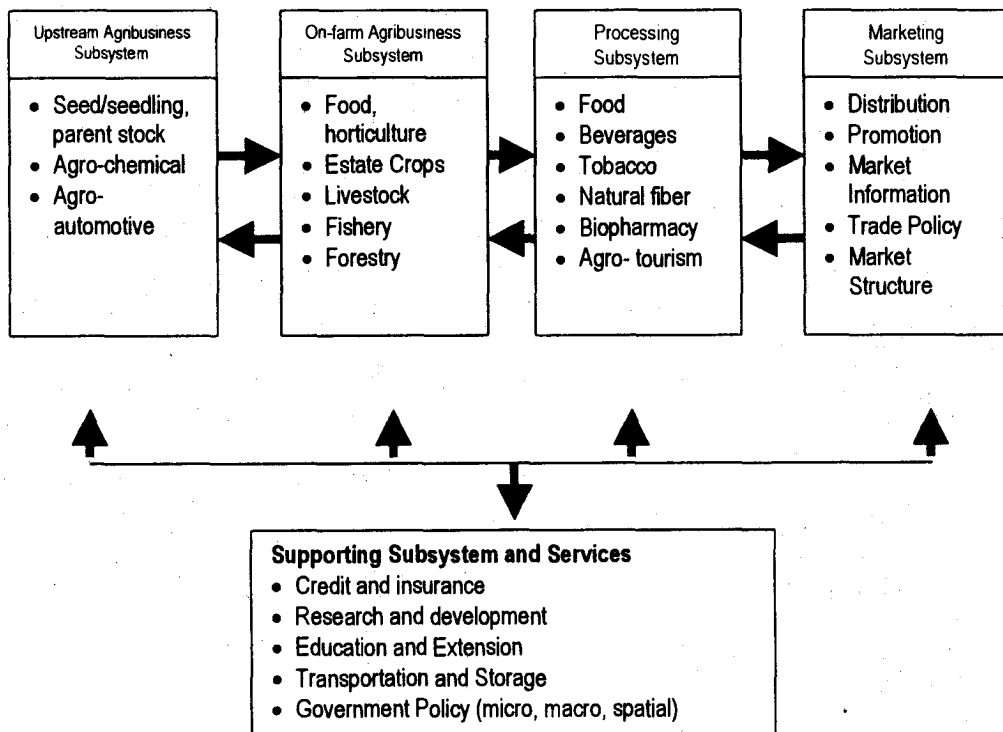 Upstream Agribusiness
Subsystem
• Seed/seedling,
parent stock
• Agro-chemical
• Agro-
automotive
On-farm Agribusiness
Subsystem
• Food,
horticulture
• Estate Crops
• Livestock
• Fishery
• Forestry
Processing
Subsystem
• Food
• Beverages
• Tobacco
• Natural fiber
• Biopharmacy
• Agro- tourism
Marketing
Subsystem
• Distribution
• Promotion
• Market
Information
• Trade Policy
• Market
Structure
Supporting Subsystem and Services
• Credit and insurance
• Research and development
• Education and Extension
• Transportation and Storage
• Government Policy (micro, macro, spatial)